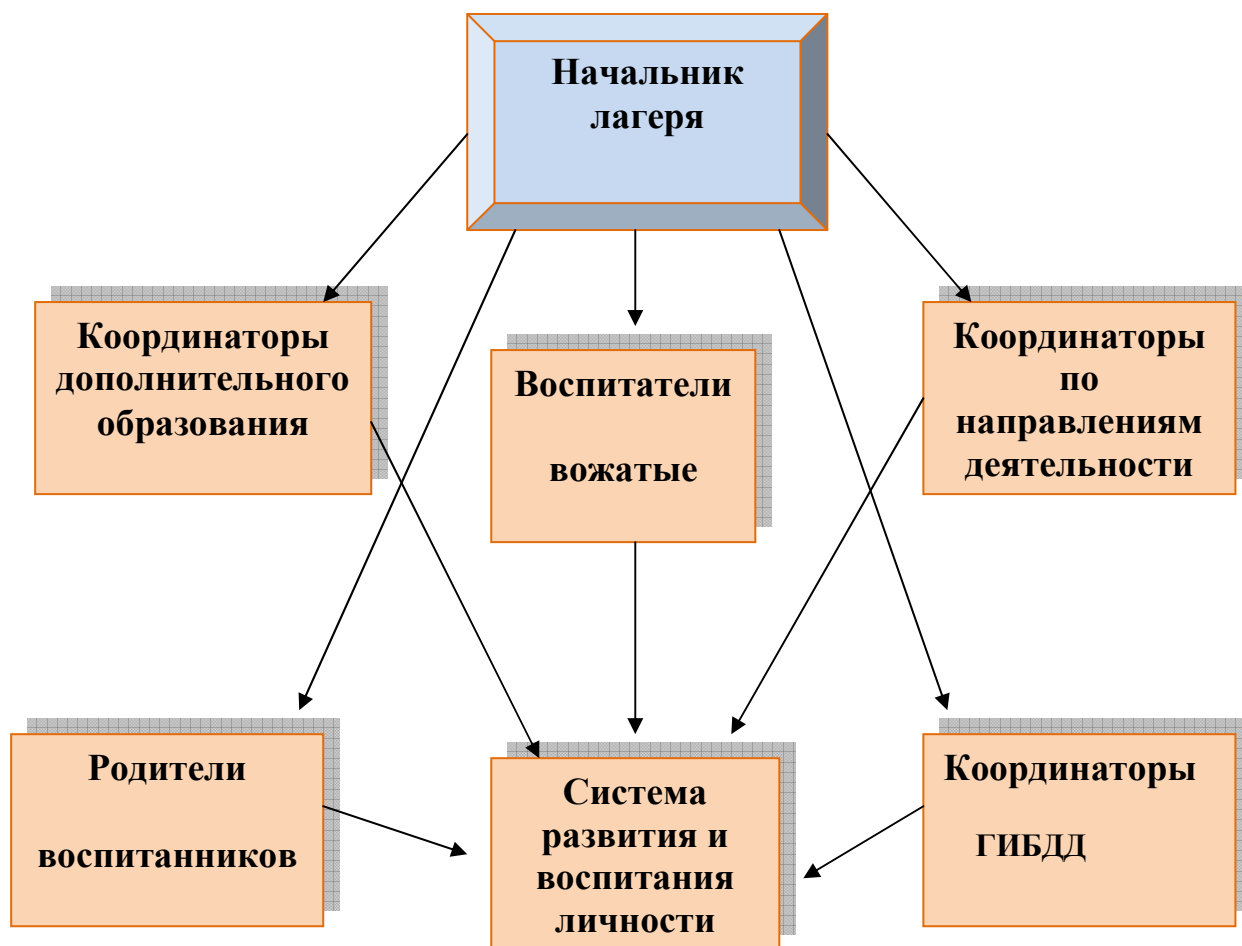 Начальник
лагеря
Координаторы
дополнительного
образования
Воспитатели
вожатые
Координаторы
по
направлениям
деятельности
Родители
воспитанников
Система
развития и
воспитания
личности
Координаторы
ГИБДД